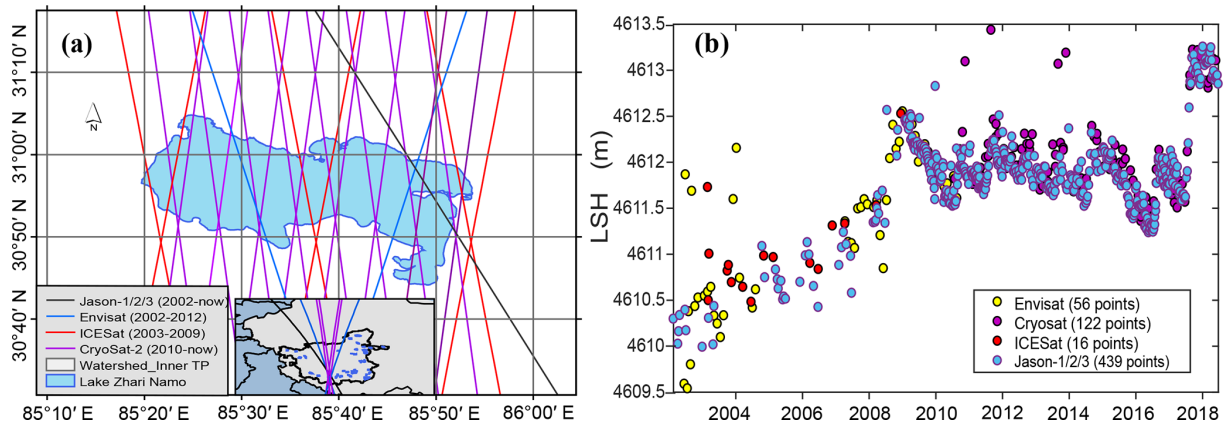 (a)
31°10' N
31°00' N
30°50' N
30°40' N
N
Jason-1/2/3 (2002-now)
Envisat (2002-2012)
ICESat (2003-2009)
CryoSat-2 (2010-now)
Watershed_Inner TP
Lake Zhari Namo
85°10' E
85°20' E
85°30' E
85°40' E
85°50' E
86°00' E
(b)
LSH (m)
4613.5
4613
4612.5
4612
4611.5
4611
4610.5
4610
4609.5
Envisat (56 points)
Cryosat (122 points)
ICESat (16 points)
Jason-1/2/3 (439 points)
2004
2006
2008
2010
2012
2014
2016
2018